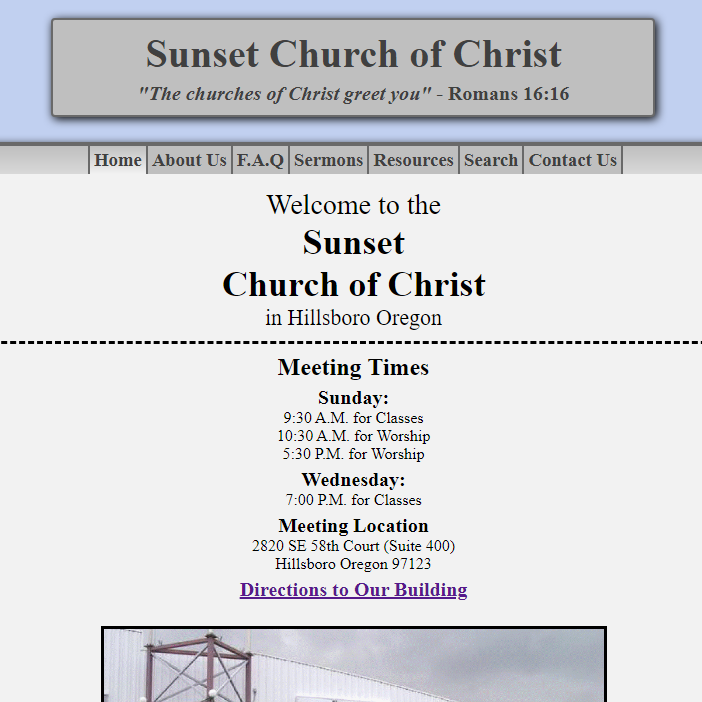 Sunset Church of Christ
"The churches of Christ greet you" - Romans 16:16
Home About Us F.A.Q Sermons Resources Search Contact Us
Welcome to the
Sunset
Church of Christ
in Hillsboro Oregon
Meeting Times
Sunday:
9:30 A.M. for Classes
10:30 A.M. for Worship
5:30 P.M. for Worship
Wednesday:
7:00 P.M. for Classes
Meeting Location
2820 SE 58th Court (Suite 400)
Hillsboro Oregon 97123
Directions to Our Building